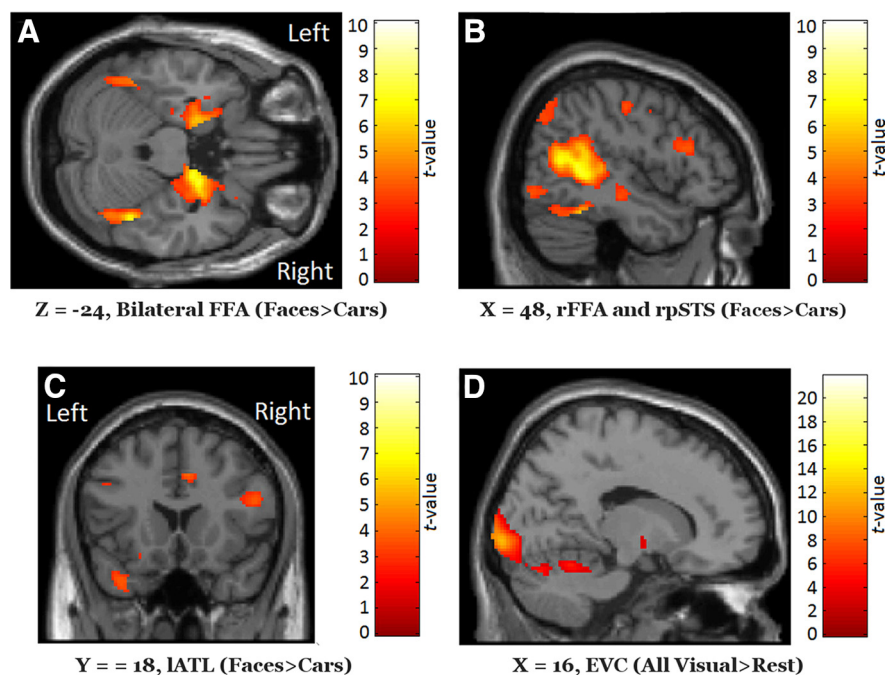 A
Left
Right
10
9
8
7
6
5
4
3
2
1
0
t-value
Z = -24, Bilateral FFA (Faces>Cars)
B
10
9
8
7
6
5
4
3
2
1
0
t-value
X = 48, rFFA and rpSTS (Faces>Cars)
C
Left
Right
10
9
8
7
6
5
4
3
2
1
0
t-value
Y = = 18, lATL (Faces>Cars)
D
20
18
16
14
12
10
8
6
4
2
0
t-value
X = 16, EVC (All Visual>Rest)